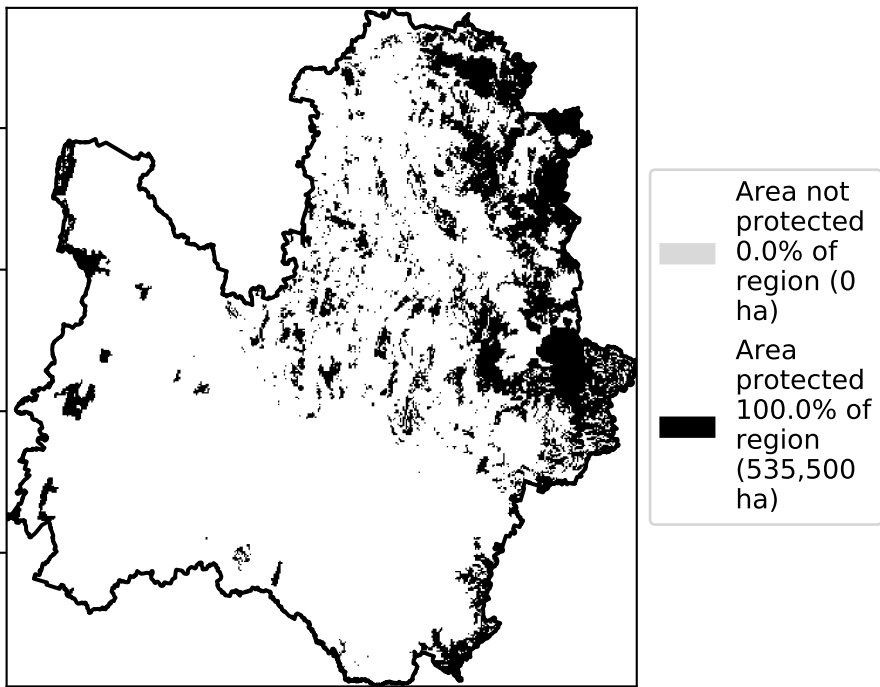 Area not
protected
0.0% of
region (0
ha)
Area
protected
100.0% of
region
(535,500
ha)